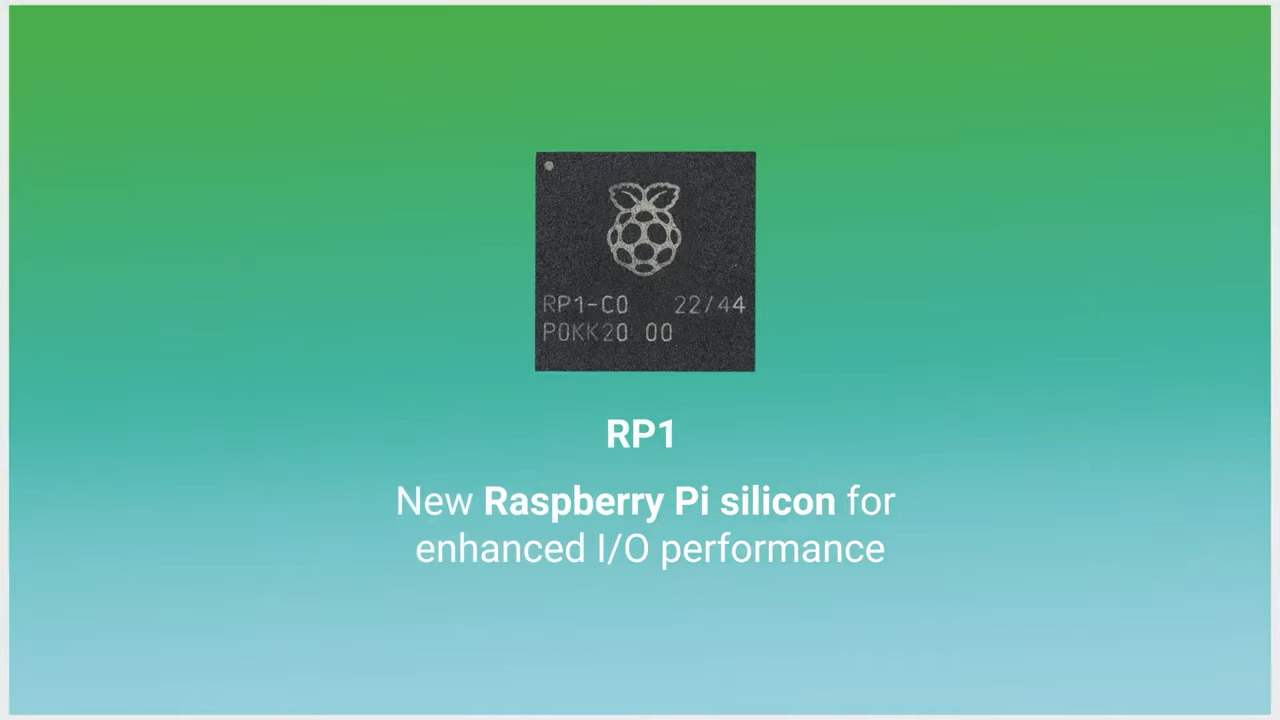 RP1-C0 22/44
P0KK20 00
RP1
New Raspberry Pi silicon for
enhanced I/O performance